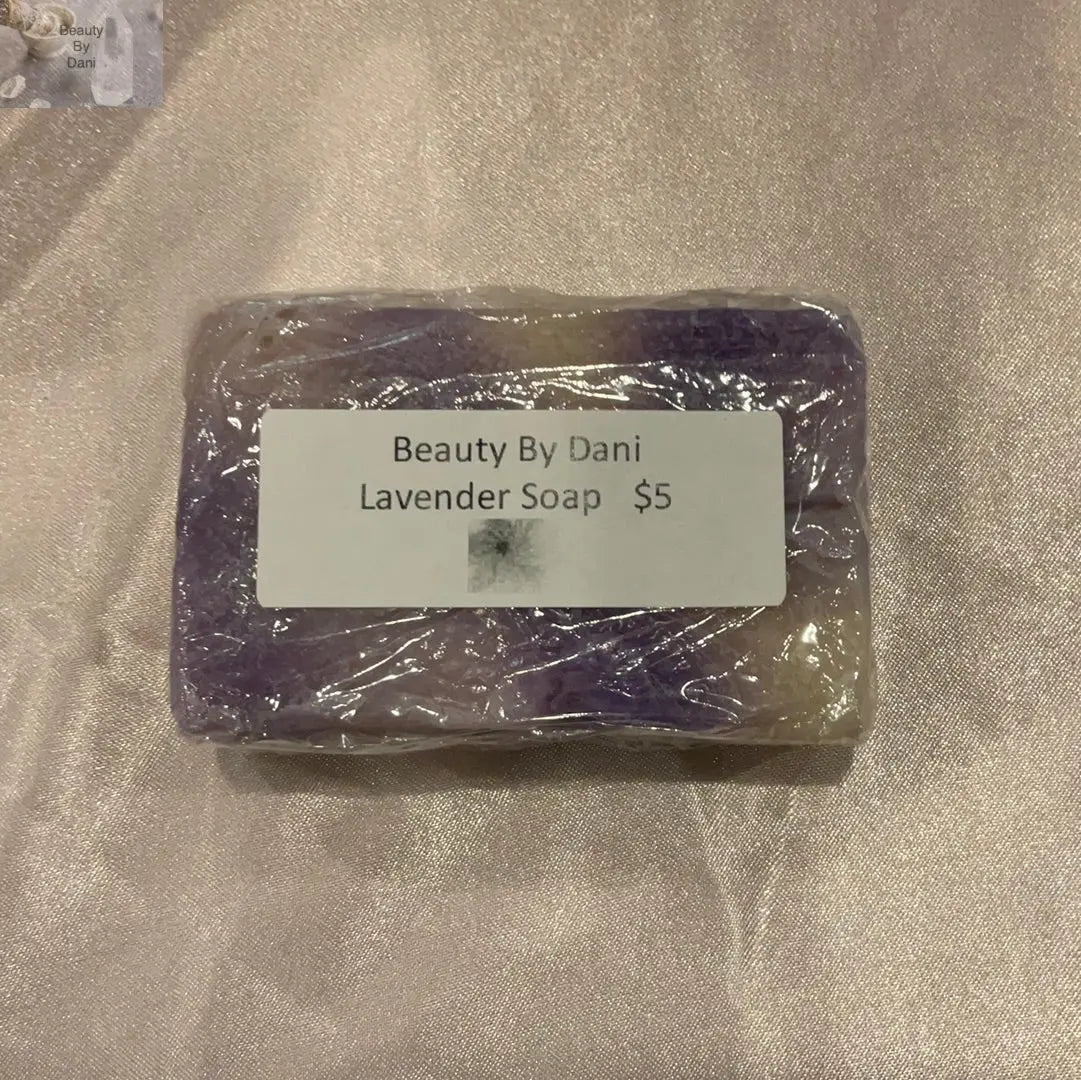 Beauty
By
Dani
Beauty By Dani
Lavender Soap $5